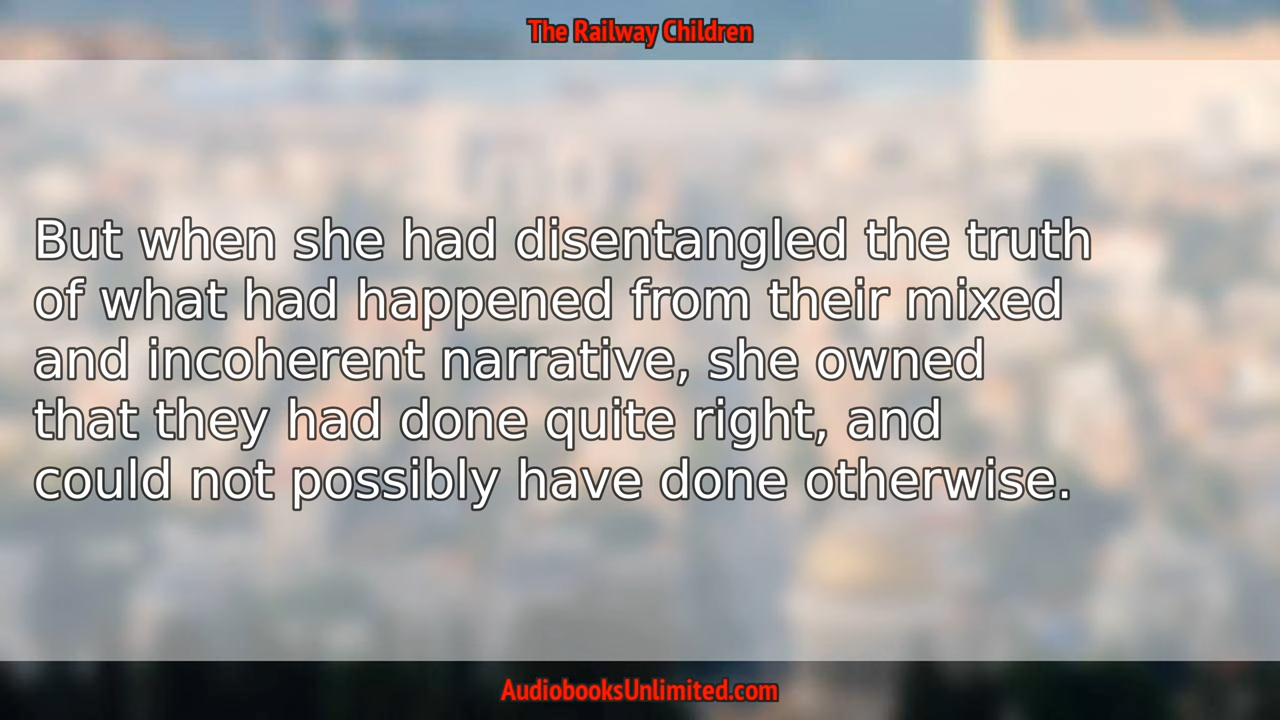 The Railway Children
But when she had disentangled the truth
of what had happened from their mixed
and incoherent narrative, she owned
that they had done quite right, and
could not possibly have done otherwise.
AudiobooksUnlimited.com